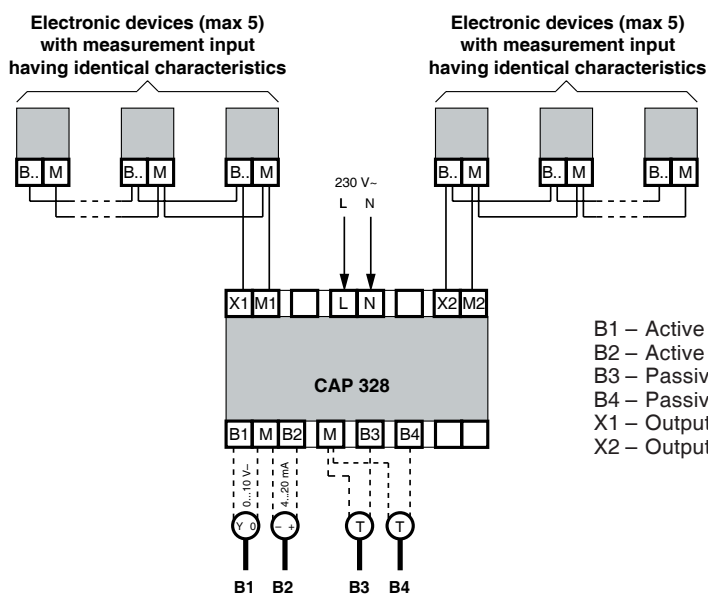 Electronic devices (max 5)
with measurement input
having identical characteristics
Electronic devices (max 5)
with measurement input
having identical characteristics
B.. M B.. M B.. M
B.. M B.. M B.. M
230 V~
L N
X1 M1 L N X2 M2
CAP 328
B1 – Active
B2 – Active
B3 – Passiv
B4 – Passiv
X1 – Output
X2 – Output
B1 M B2 M B3 B4
0...10 V–
4...20 mA
Y 0 – + T T
B1 B2 B3 B4